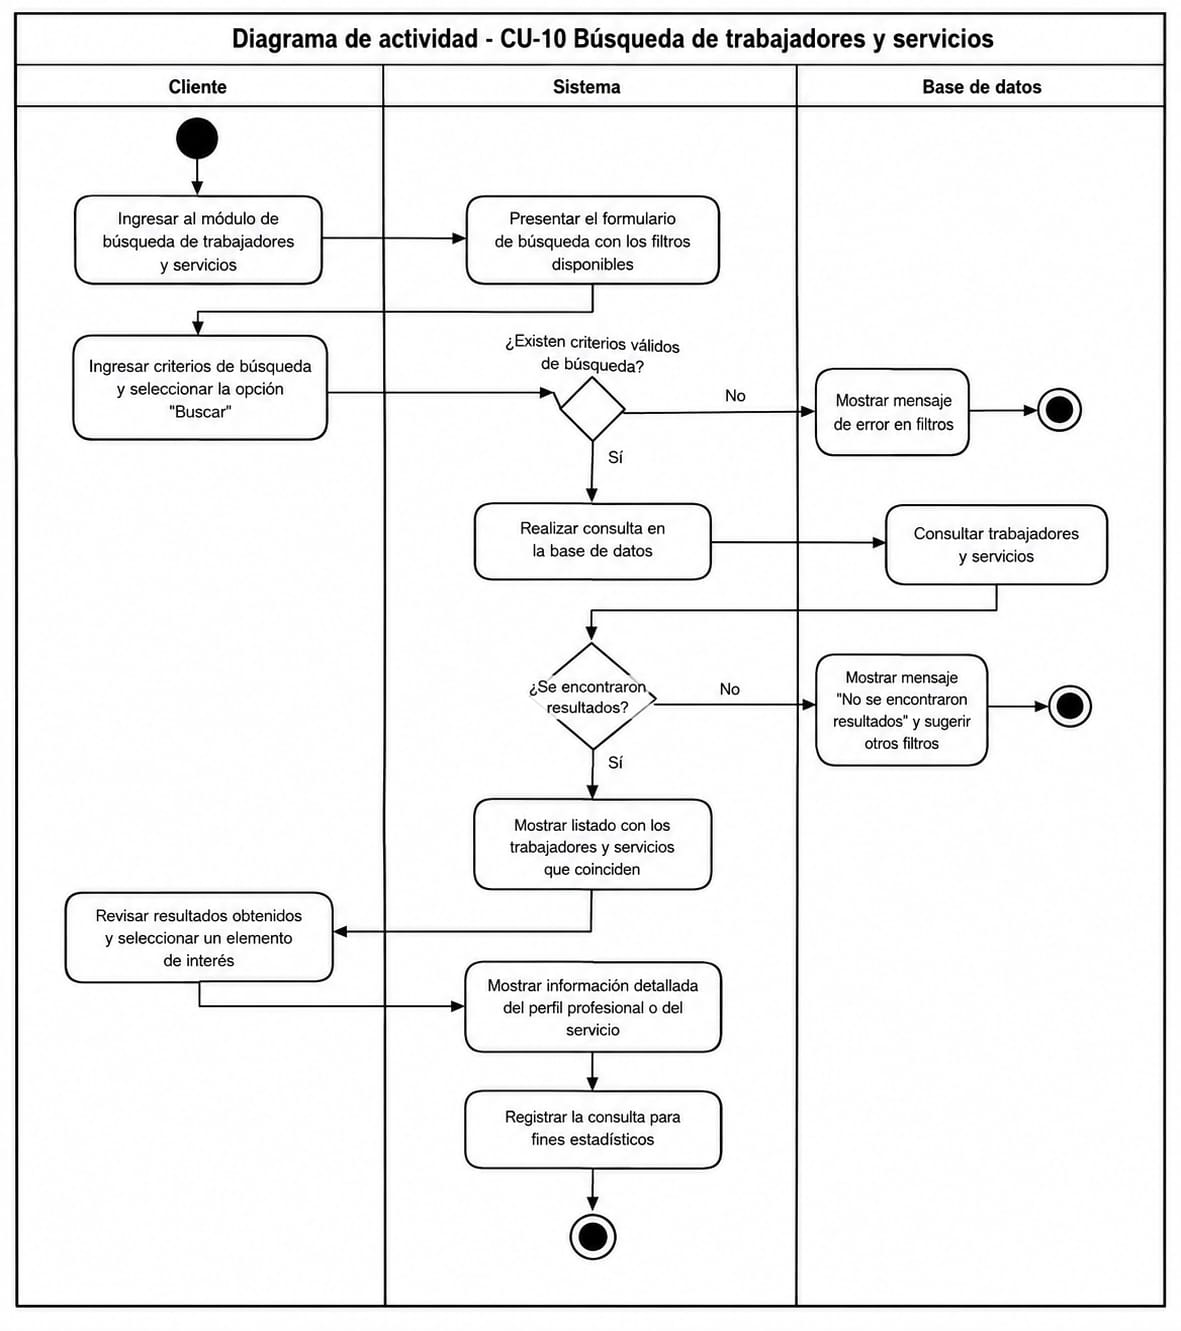 Diagrama de actividad - CU-10 Búsqueda de trabajadores y servicios
Cliente
Sistema
Base de datos
Ingresar al módulo de
búsqueda de trabajadores
y servicios
Presentar el formulario
de búsqueda con los filtros
disponibles
Ingresar criterios de búsqueda
y seleccionar la opción
"Buscar"
¿Existen criterios válidos
de búsqueda?
No
Mostrar mensaje
de error en filtros
Sí
Realizar consulta en
la base de datos
Consultar trabajadores
y servicios
¿Se encontraron
resultados?
No
Mostrar mensaje
"No se encontraron
resultados" y sugerir
otros filtros
Sí
Mostrar listado con los
trabajadores y servicios
que coinciden
Revisar resultados obtenidos
y seleccionar un elemento
de interés
Mostrar información detallada
del perfil profesional o del
servicio
Registrar la consulta para
fines estadísticos